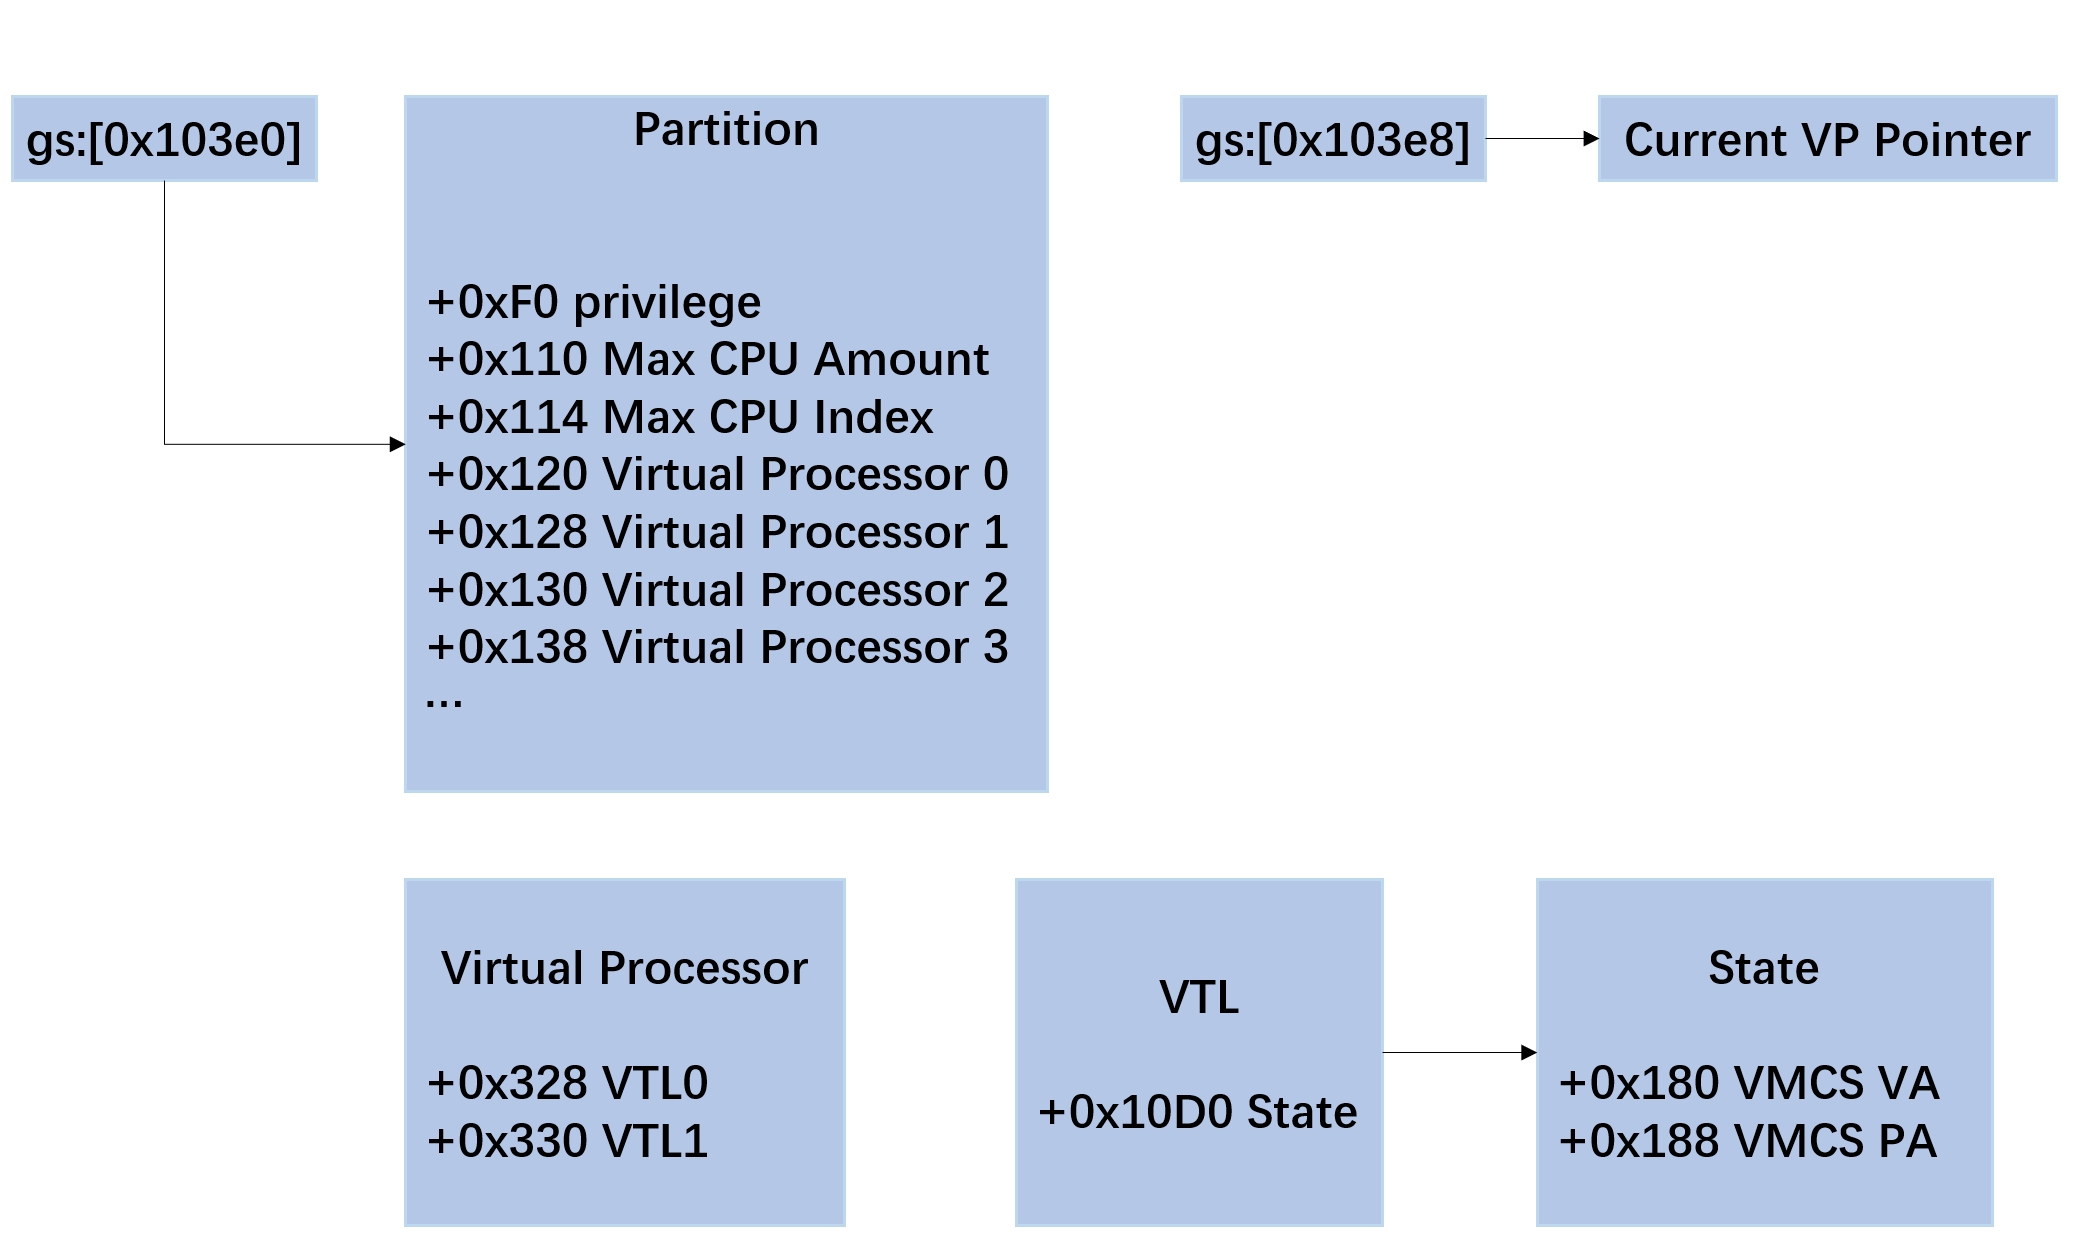 gs:[0x103e0]
Partition
+0xF0 privilege
+0x110 Max CPU Amount
+0x114 Max CPU Index
+0x120 Virtual Processor 0
+0x128 Virtual Processor 1
+0x130 Virtual Processor 2
+0x138 Virtual Processor 3
...
gs:[0x103e8]
Current VP Pointer
Virtual Processor
+0x328 VTL0
+0x330 VTL1
VTL
+0x10D0 State
State
+0x180 VMCS VA
+0x188 VMCS PA